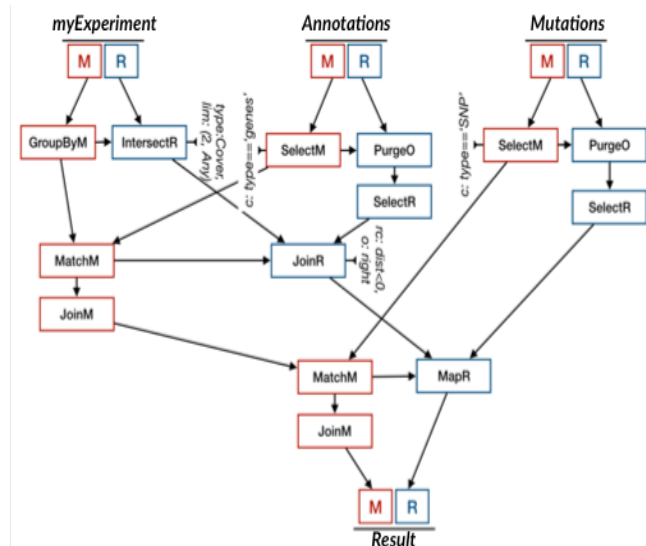 myExperiment
Annotations
Mutations
M R
M R
M R
GroupByM
IntersectR
type:Cover,
lim: (2, Any)
c: type=='genes'
SelectM
PurgeO
c: type=='SNP'
SelectM
PurgeO
SelectR
SelectR
MatchM
JoinR
rc: dist<0,
o: right
JoinM
MatchM
MapR
JoinM
M R
Result